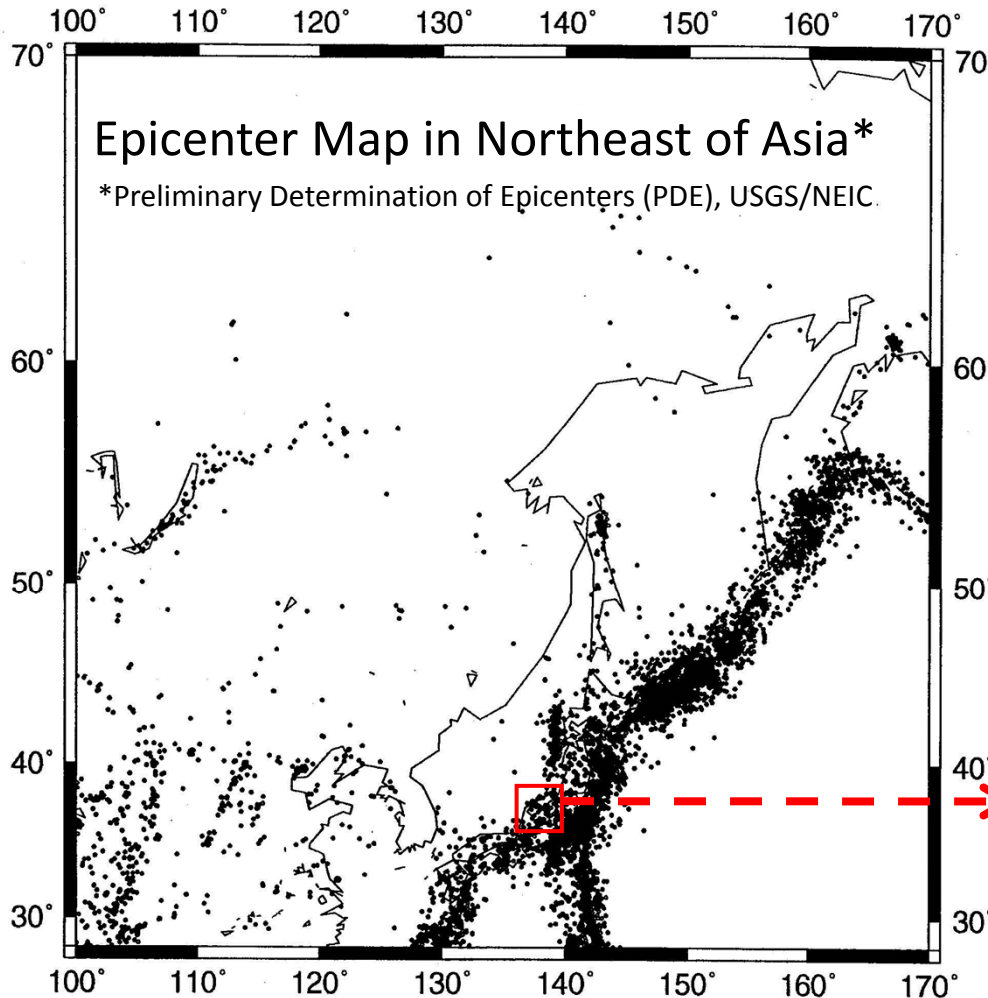 100° 110° 120° 130° 140° 150° 160° 170°
70° 70
Epicenter Map in Northeast of Asia*
*Preliminary Determination of Epicenters (PDE), USGS/NEIC
60° 60
50° 50
40° 40°
30° 30
100° 110° 120° 130° 140° 150° 160° 170°